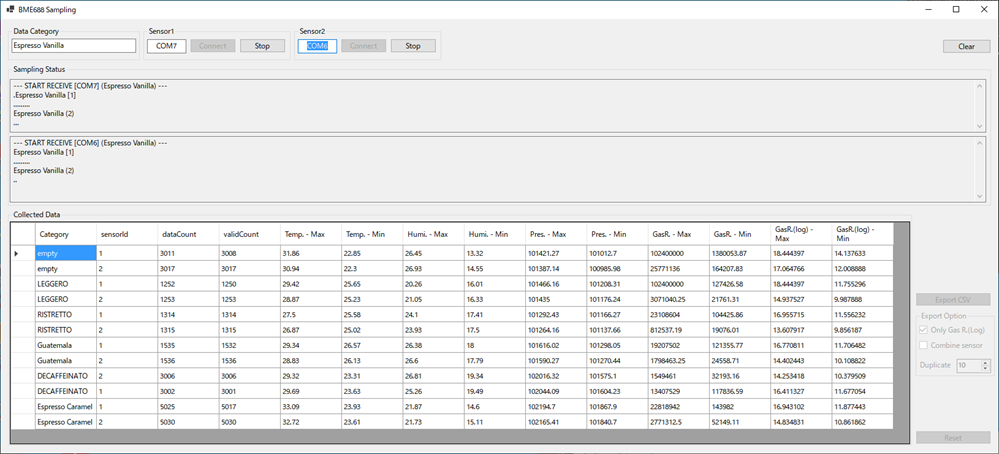 BME688 Sampling
Data Category Sensor1 Sensor2
Espresso Vanilla COM7 Connect Stop COM6 Connect Stop Clear
Sampling Status
--- START RECEIVE [COM7] (Espresso Vanilla) ---
.Espresso Vanilla [1]
..........
Espresso Vanilla (2)
...
--- START RECEIVE [COM6] (Espresso Vanilla) ---
Espresso Vanilla [1]
..........
Espresso Vanilla (2)
..
Collected Data
Category sensorId dataCount validCount Temp. - Max Temp. - Min Humi. - Max Humi. - Min Pres. - Max Pres. - Min GasR. - Max GasR. - Min GasR.(log) - Max GasR.(log) - Min
empty 1 3011 3008 31.86 22.85 26.45 13.32 101421.27 101012.7 102400000 1380053.87 18.444397 14.137633
empty 2 3017 3017 30.94 22.3 26.93 14.55 101387.14 100985.98 25771136 164207.83 17.064766 12.008888
LEGGERO 1 1252 1250 29.42 25.65 20.26 16.01 101466.16 101208.31 102400000 127426.58 18.444397 11.755296
LEGGERO 2 1253 1253 28.87 25.23 21.05 16.33 101435 101176.24 3071040.25 21761.31 14.937527 9.987888
RISTRETTO 1 1314 1314 27.5 25.58 24.1 17.41 101292.43 101166.27 23108604 104425.86 16.955715 11.556232
RISTRETTO 2 1315 1315 26.87 25.02 23.93 17.5 101264.16 101137.66 812537.19 19076.01 13.607917 9.856187
Guatemala 1 1535 1532 29.34 26.57 26.38 18 101616.02 101298.05 19207502 121355.77 16.770811 11.706482
Guatemala 2 1536 1536 28.83 26.13 26.6 17.79 101590.27 101270.44 1798463.25 24558.71 14.402443 10.108822
DECAFFEINATO 2 3006 3006 29.32 23.31 26.81 19.34 102016.32 101575.1 1549461 32193.16 14.253418 10.379509
DECAFFEINATO 1 3002 3001 29.69 23.63 25.26 19.49 102044.09 101604.23 13407529 117836.59 16.411327 11.677054
Espresso Caramel 1 5025 5017 33.09 23.93 21.87 14.6 102194.7 101867.9 22818942 143982 16.943102 11.877443
Espresso Caramel 2 5030 5030 32.72 23.61 21.73 15.11 102165.41 101840.7 2771312.5 52149.11 14.834831 10.861862
Export CSV
Export Option
Only Gas R.(Log)
Combine sensor
Duplicate 10
Reset